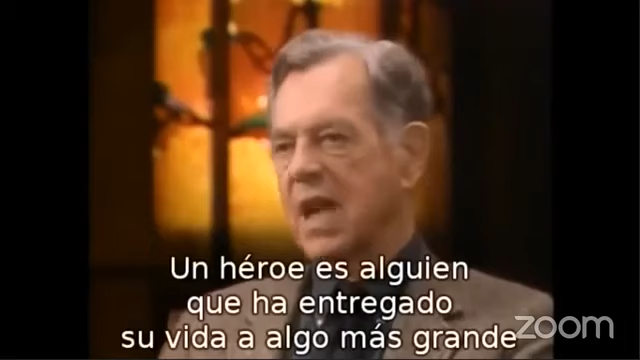 Un héroe es alguien
que ha entregado
su vida a algo más grande
zoom